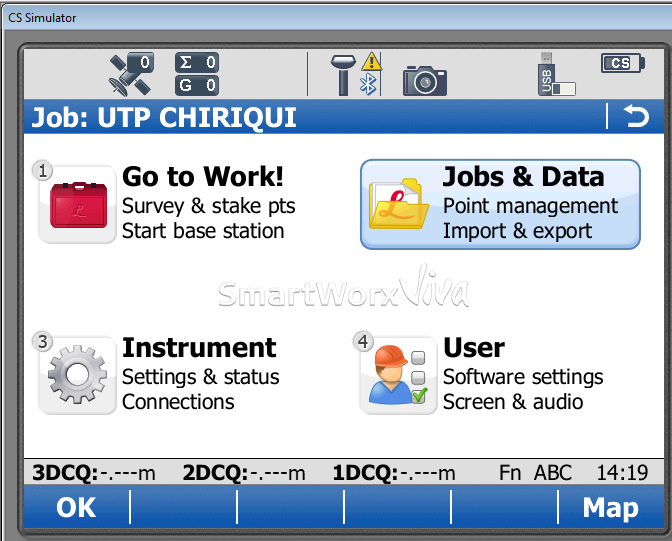 CS Simulator
0
Σ 0
G 0
USB
CS
Job: UTP CHIRIQUI
1
Go to Work!
Survey & stake pts
Start base station
Jobs & Data
Point management
Import & export
SmartWorx Viva
3
Instrument
Settings & status
Connections
4
User
Software settings
Screen & audio
3DCQ:-.---m 2DCQ:-.---m 1DCQ:-.---m Fn ABC 14:19
OK Map